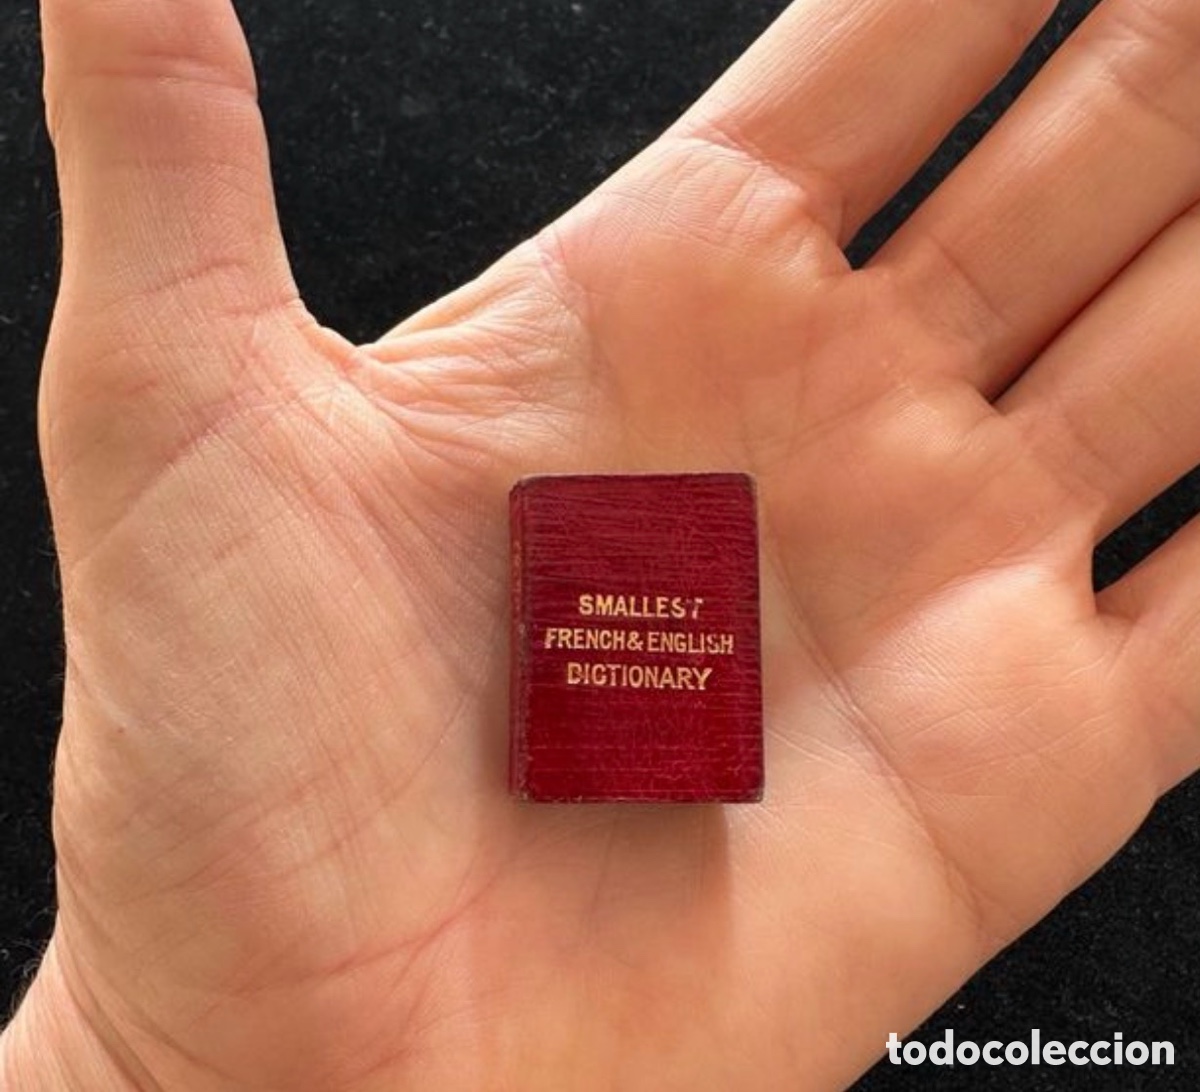 SMALLEST
FRENCH & ENGLISH
DICTIONARY
todocoleccion